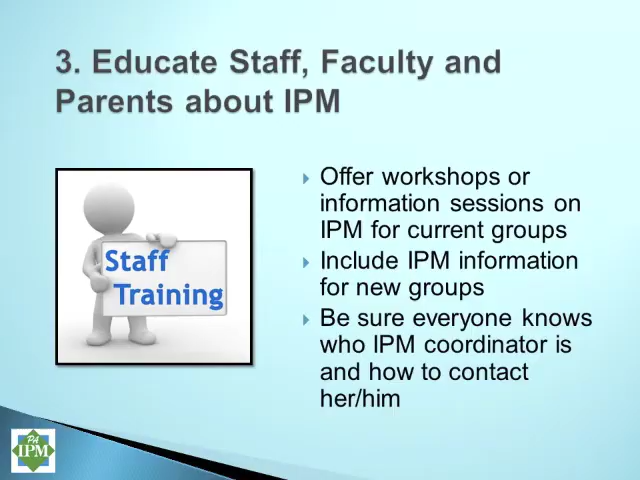 3. Educate Staff, Faculty and
Parents about IPM
Staff
Training
Offer workshops or
information sessions on
IPM for current groups
Include IPM information
for new groups
Be sure everyone knows
who IPM coordinator is
and how to contact
her/him
PA
IPM